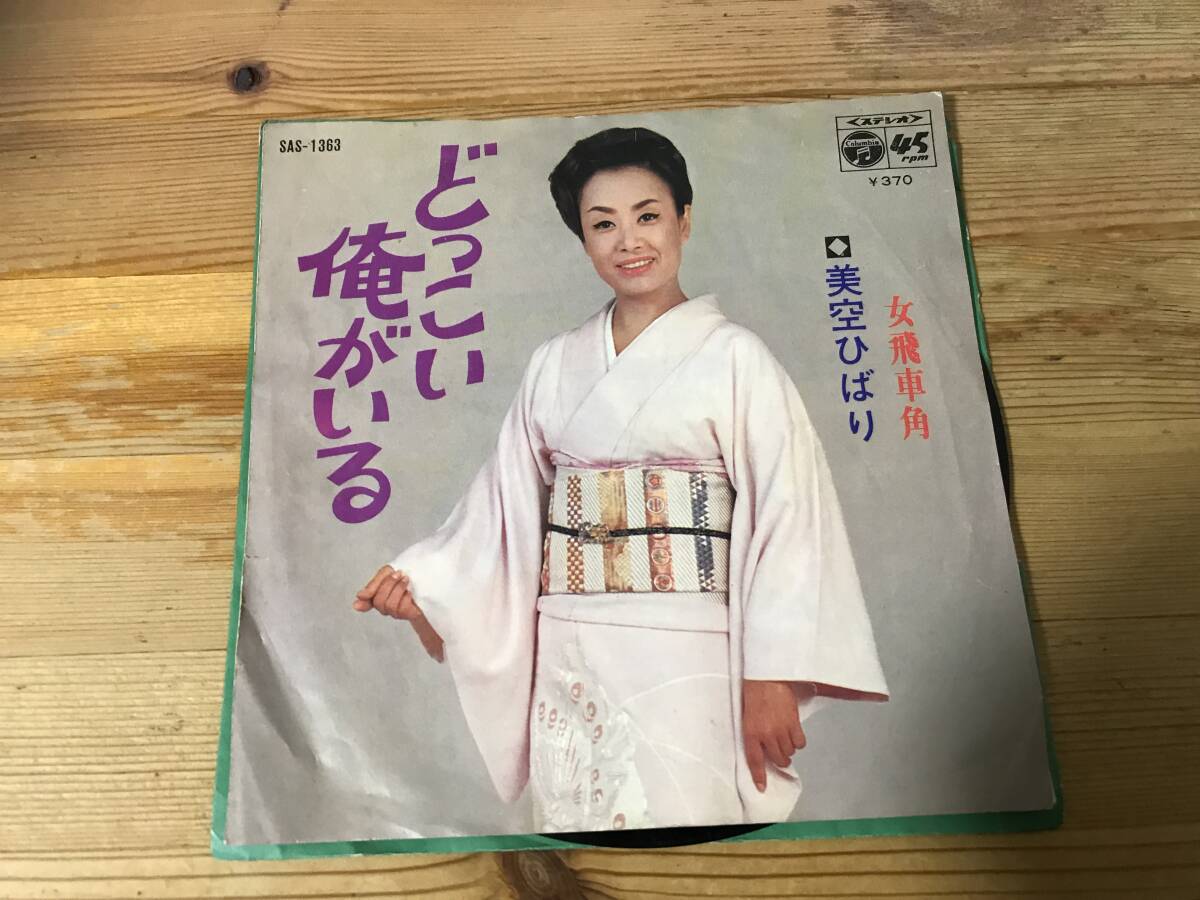 SAS-1363
どっこい
俺がいる
<ステレオ>
Columbia
45
rpm
¥370
女飛車角
◆美空ひばり